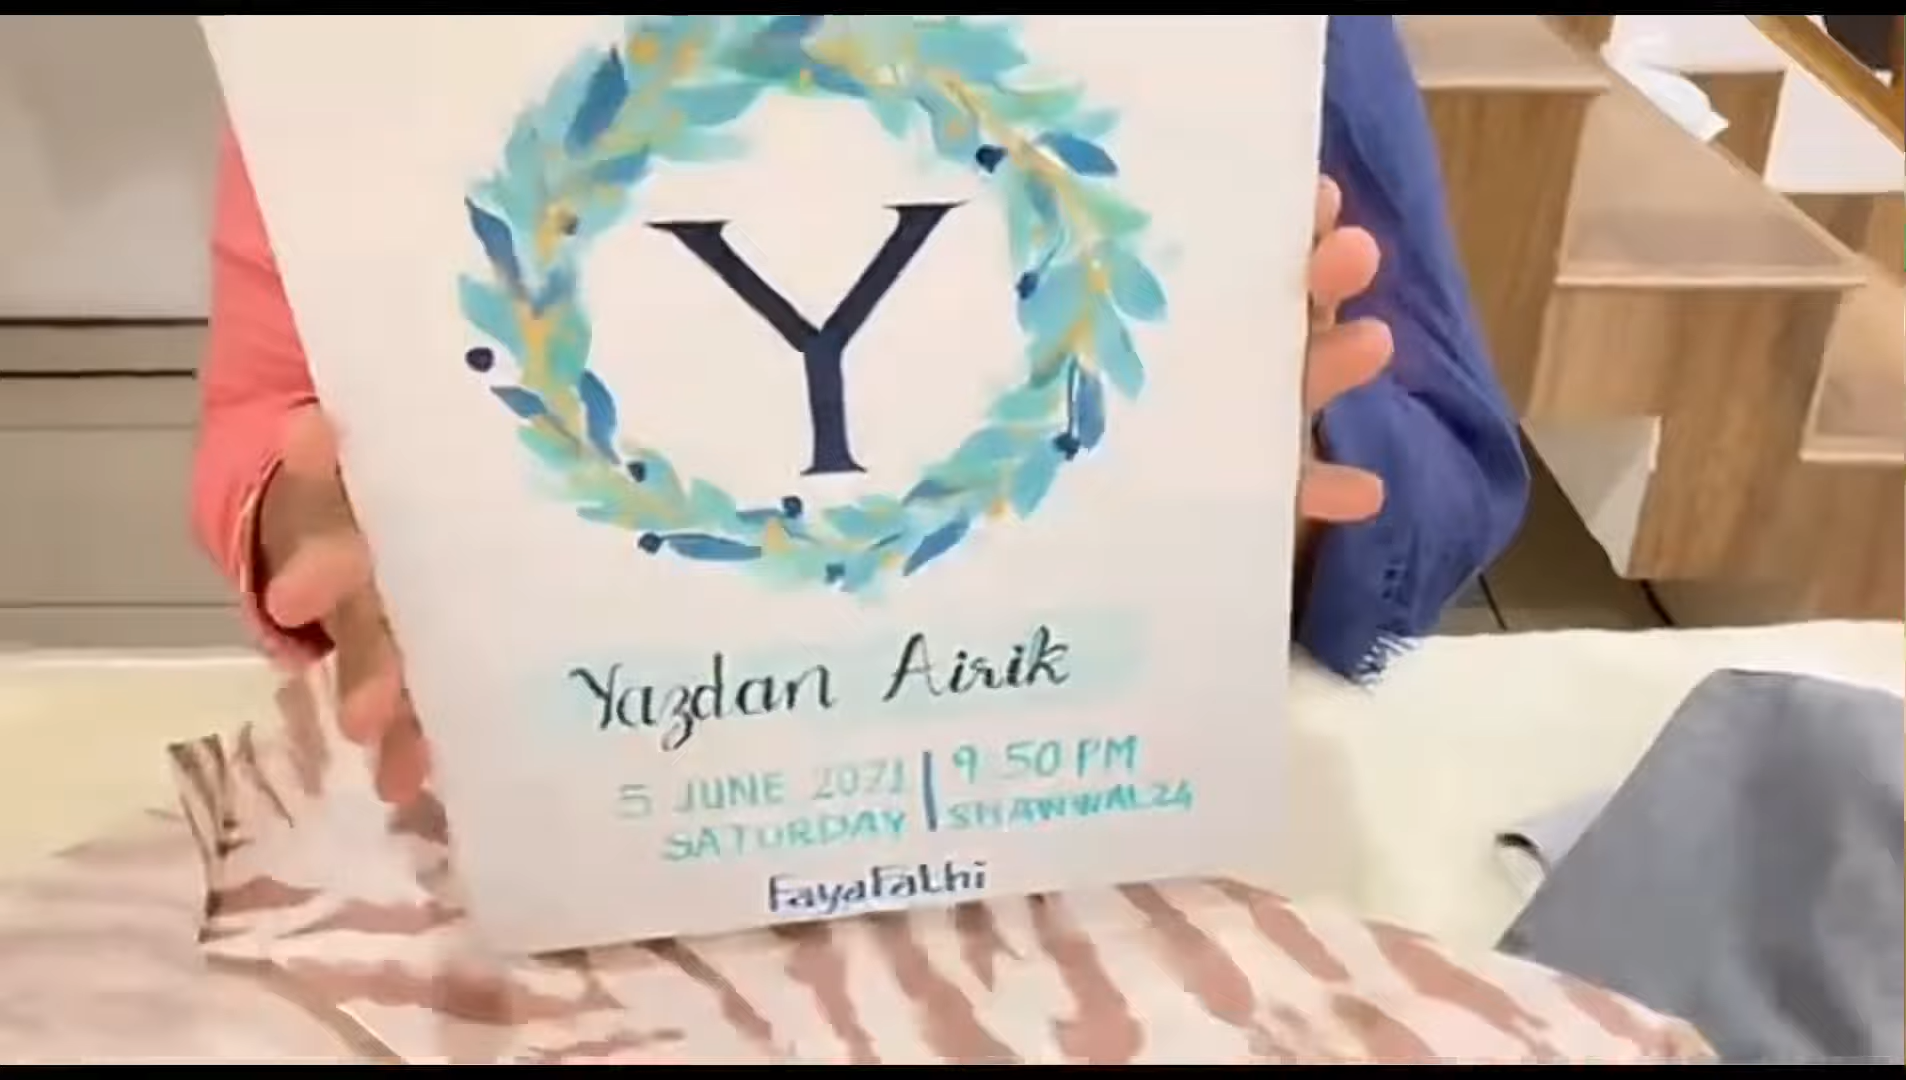 Y
Yazdan Airik
5 JUNE 2021 | 9 50 PM
SATURDAY | SHAWWAL 24
FayaFathi